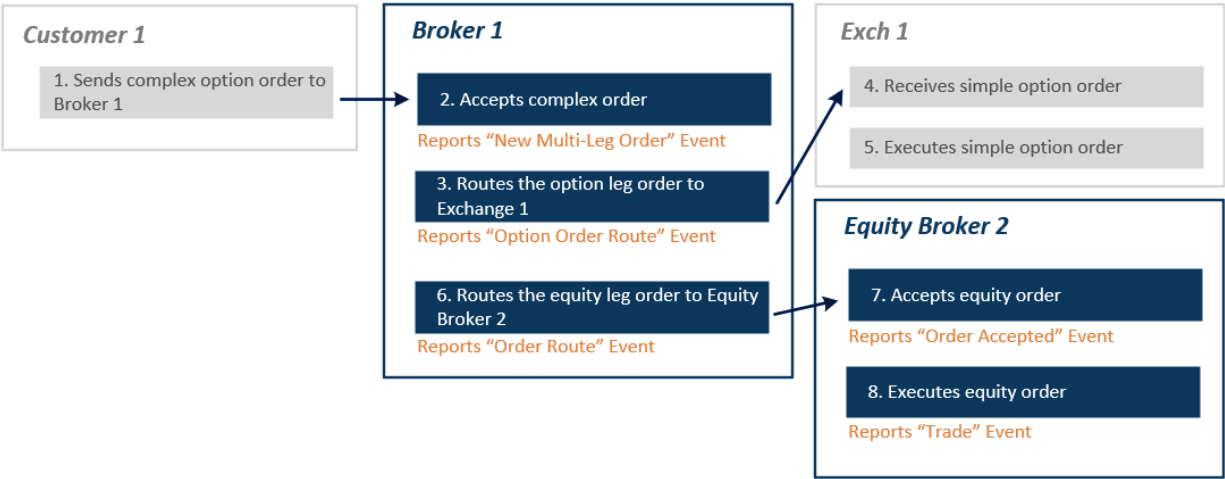 Customer 1
1. Sends complex option order to
Broker 1
Broker 1
2. Accepts complex order
Reports “New Multi-Leg Order” Event
3. Routes the option leg order to
Exchange 1
Reports “Option Order Route” Event
6. Routes the equity leg order to Equity
Broker 2
Reports “Order Route” Event
Exch 1
4. Receives simple option order
5. Executes simple option order
Equity Broker 2
7. Accepts equity order
Reports “Order Accepted” Event
8. Executes equity order
Reports “Trade” Event